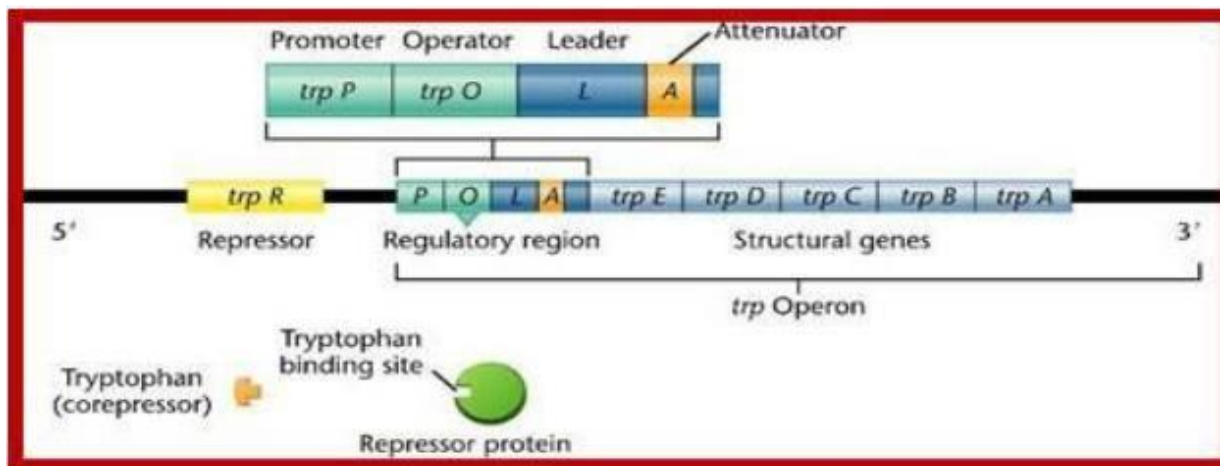 Promoter Operator Leader Attenuator
trp P trp O L A
trp R P O L A trp E trp D trp C trp B trp A
5′ Repressor Regulatory region Structural genes 3′
trp Operon
Tryptophan
binding site
Tryptophan
(corepressor)
Repressor protein